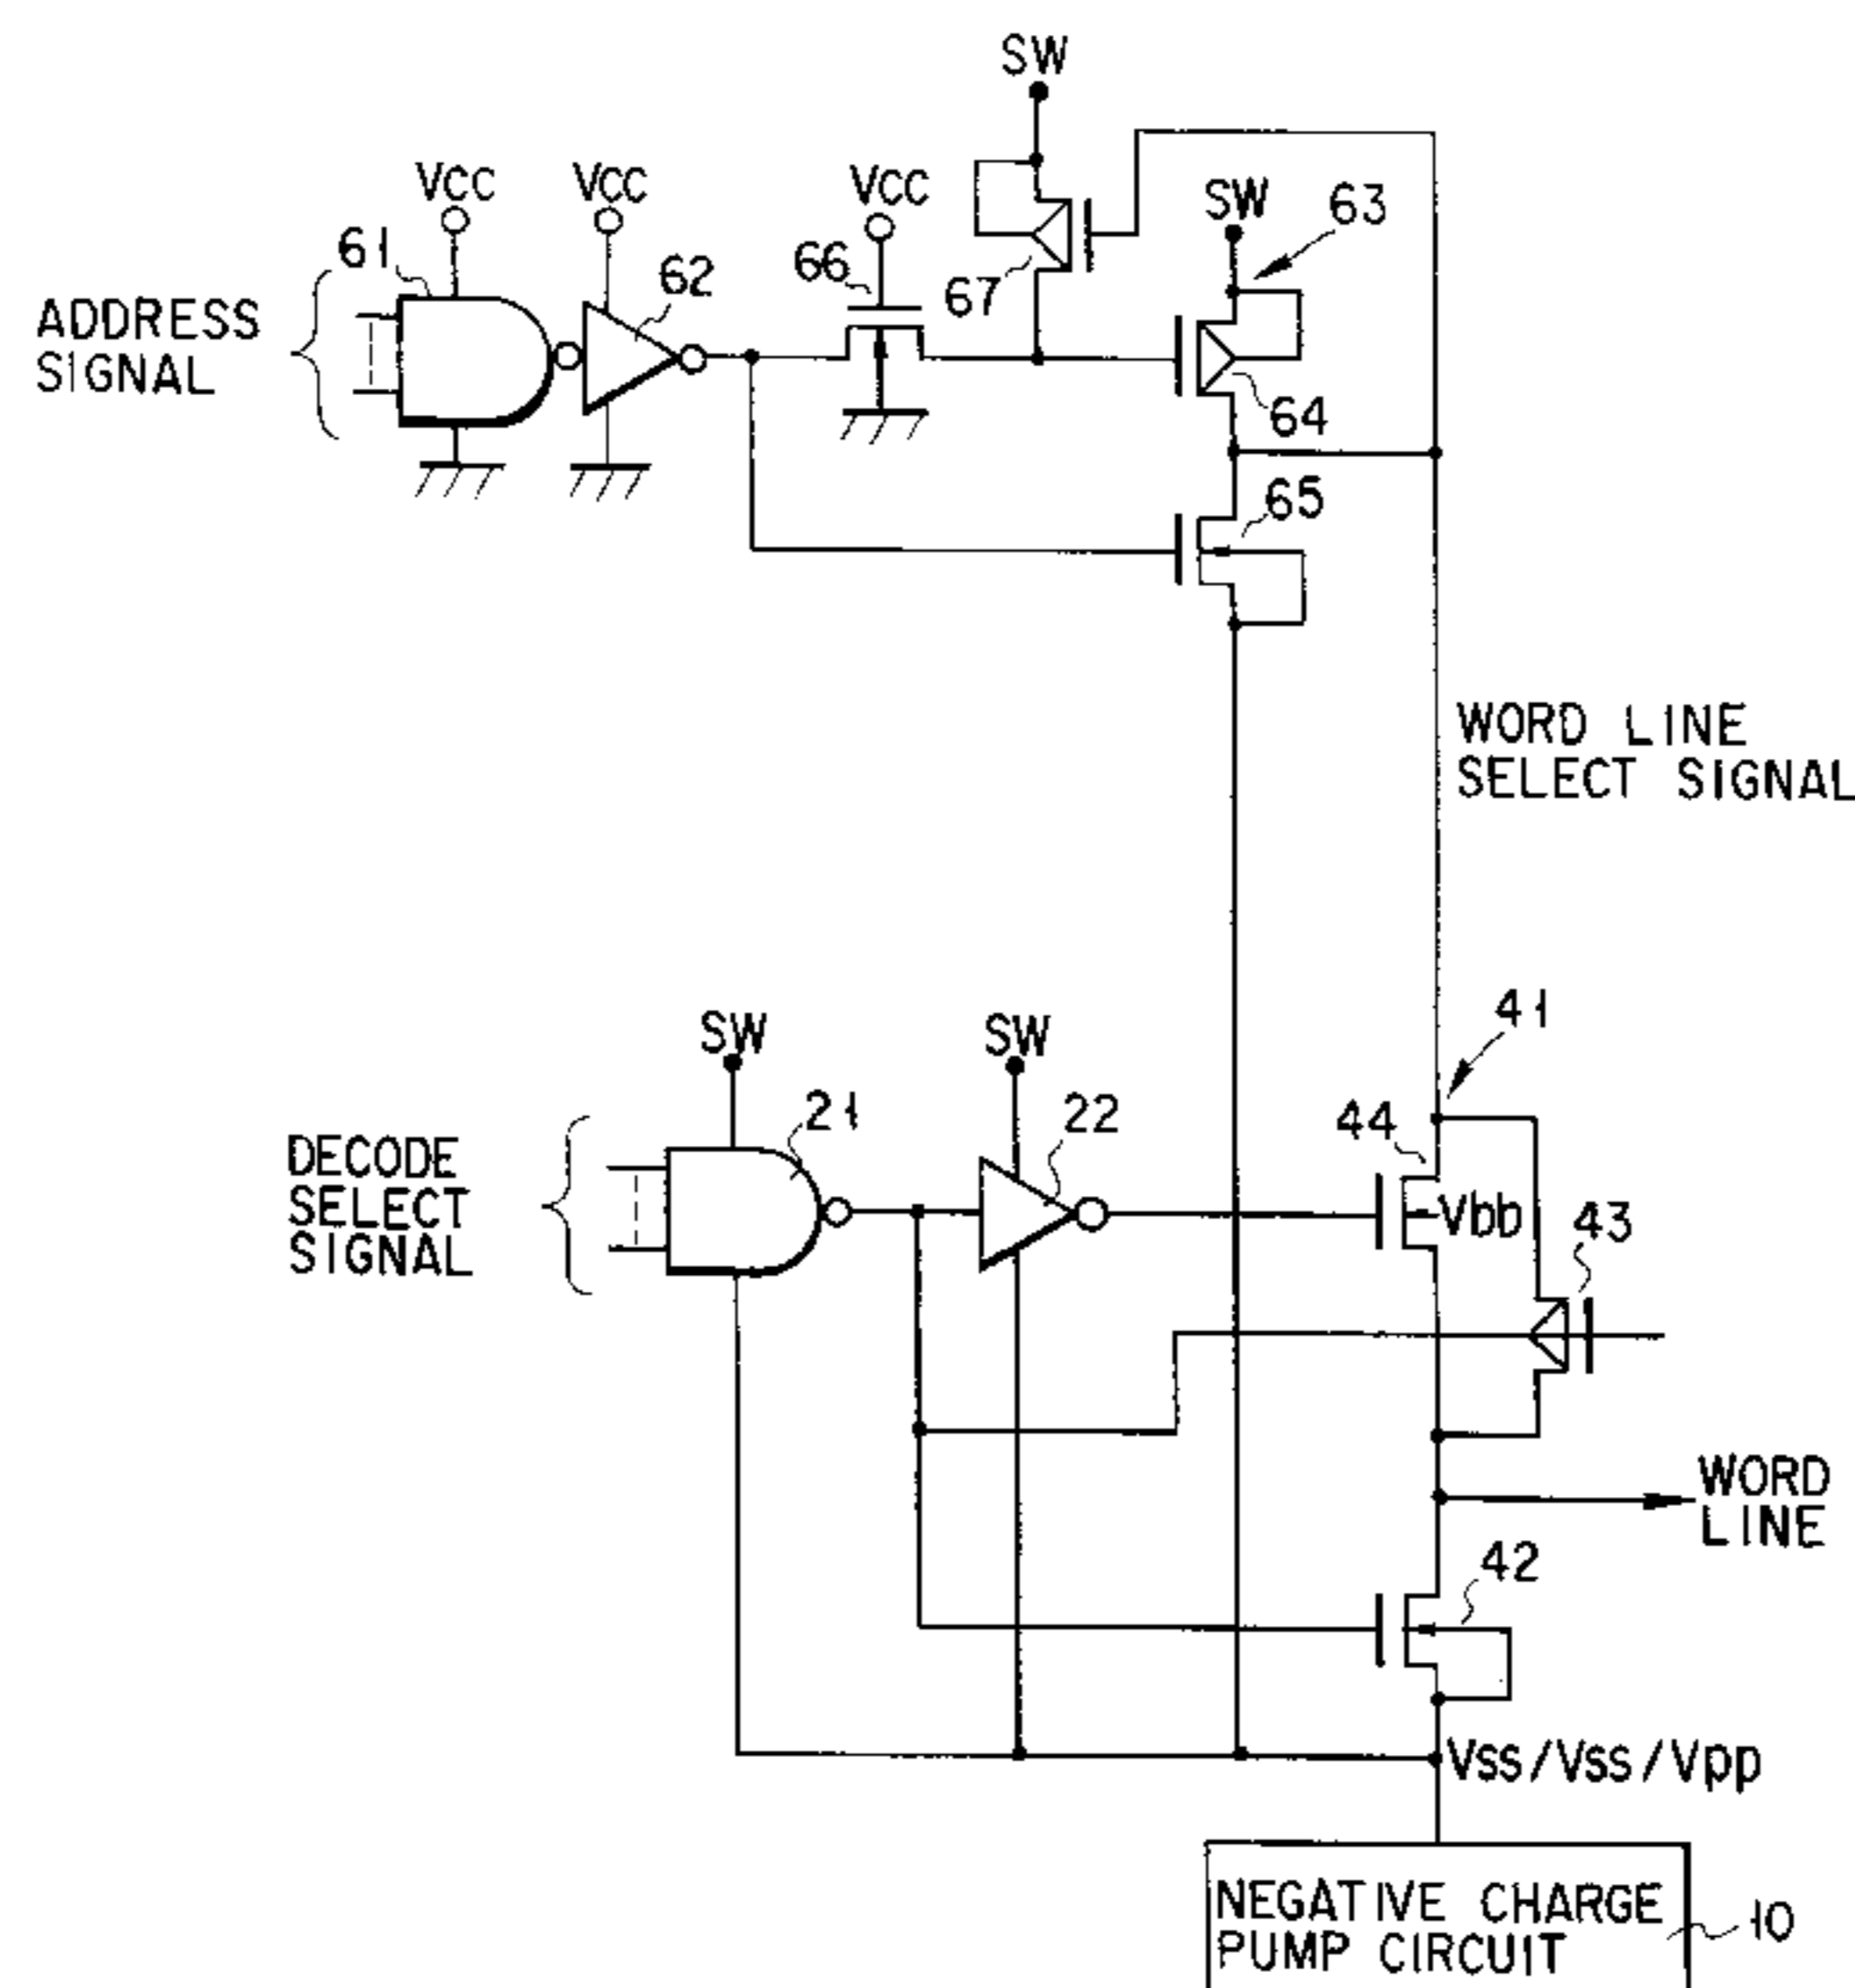 SW
VCC
VCC
VCC
SW
63
61
62
66
67
ADDRESS
SIGNAL
64
65
WORD LINE
SELECT SIGNAL
SW
SW
41
21
22
44
DECODE
SELECT
SIGNAL
Vbb
43
WORD
LINE
42
VSS/VSS/Vpp
NEGATIVE CHARGE
PUMP CIRCUIT
10